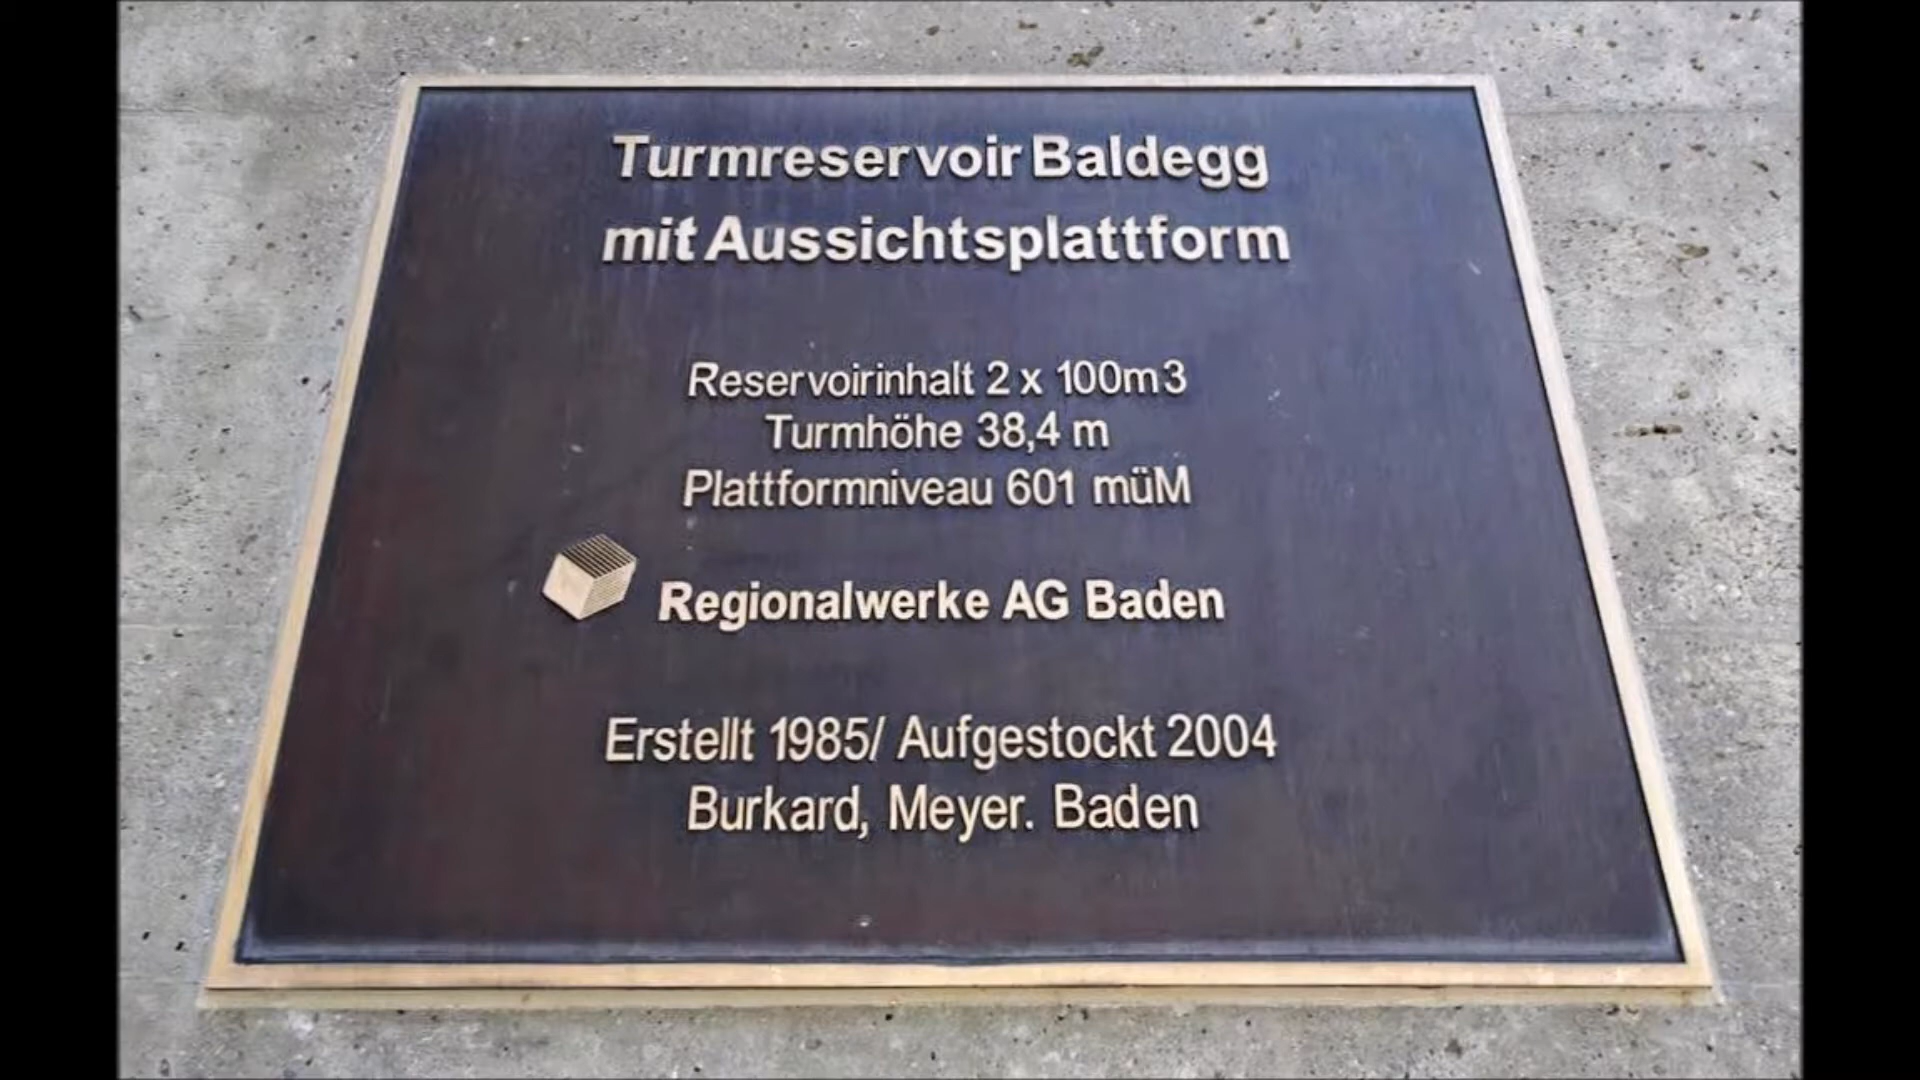 Turmreservoir Baldegg
mit Aussichtsplattform
Reservoirinhalt 2 x 100m3
Turmhöhe 38,4 m
Plattformniveau 601 müM
Regionalwerke AG Baden
Erstellt 1985/ Aufgestockt 2004
Burkard, Meyer. Baden